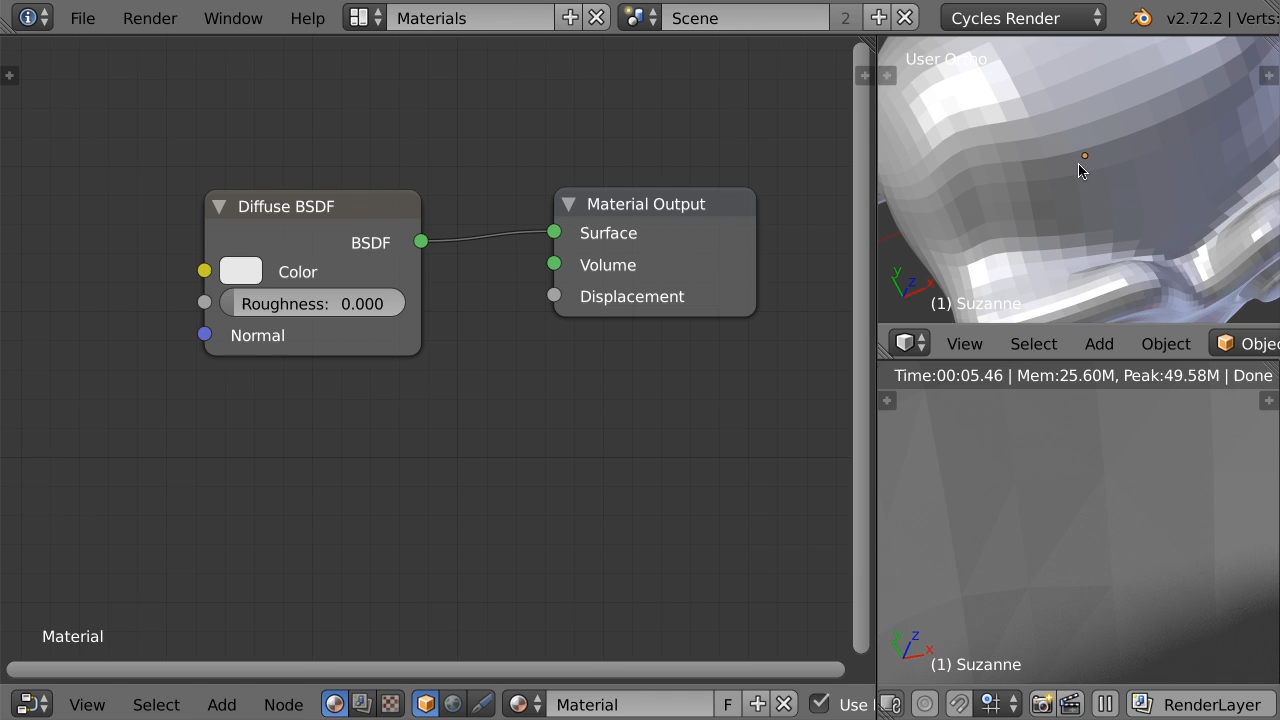 File Render Window Help Materials Scene 2 Cycles Render v2.72.2 | Verts:
User Ortho
Diffuse BSDF
BSDF
Color
Roughness: 0.000
Normal
Material Output
Surface
Volume
Displacement
y x
(1) Suzanne
View Select Add Object
Time:00:05.46 | Mem:25.60M, Peak:49.58M | Done
y z x
(1) Suzanne
Material
View Select Add Node Material F Use RenderLayer